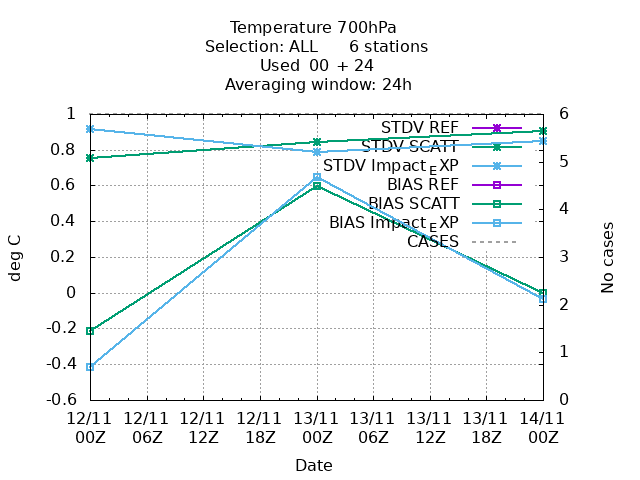 Temperature 700hPa
Selection: ALL 6 stations
Used 00 + 24
Averaging window: 24h
1
0.8
0.6
0.4
0.2
0
-0.2
-0.4
-0.6
deg C
6
5
4
3
2
1
0
No cases
STDV REF
STDV SCATT
STDV Impact_EXP
BIAS REF
BIAS SCATT
BIAS Impact_EXP
CASES
12/11 12/11 12/11 12/11 13/11 13/11 13/11 13/11 14/11
00Z 06Z 12Z 18Z 00Z 06Z 12Z 18Z 00Z
Date